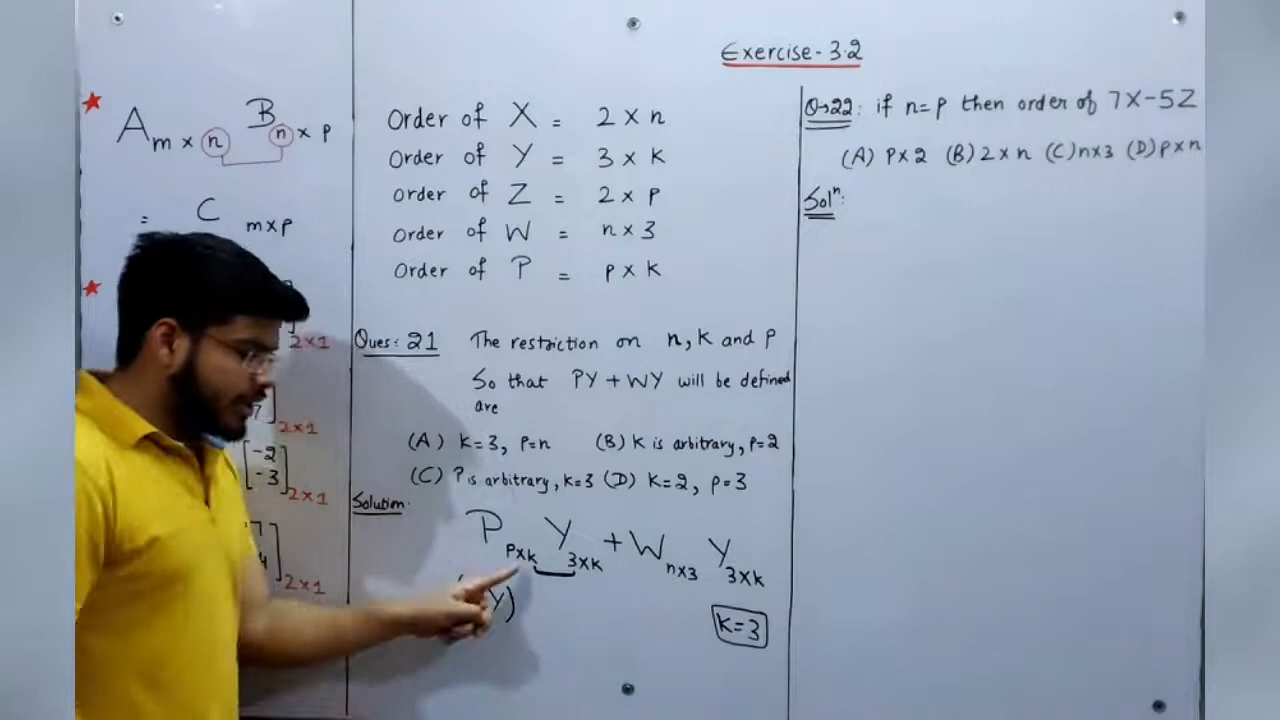 Exercise-3.2
A m × n B n × p
= C m×p
2×1
7 2×1
-2
-3 2×1
2×1
Order of X = 2 × n
Order of Y = 3 × k
Order of Z = 2 × p
Order of W = n × 3
Order of P = p × k
Ques: 21 The restriction on n, k and p
So that PY + WY will be defined
are
(A) k=3, p=n (B) k is arbitrary, p=2
(C) P is arbitrary, k=3 (D) k=2, p=3
Solution.
P p×k Y 3×k + W n×3 Y 3×k
Y)
k=3
Q→22: if n=p then order of 7X-5Z
(A) p×2 (B) 2×n (C) n×3 (D) p×n
Solⁿ: